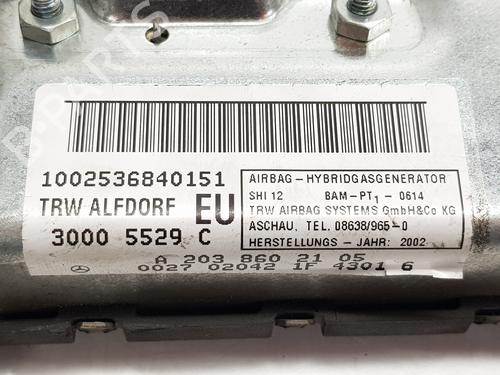 B-PARTS
1002536840151
TRW ALFDORF EU
3000 5529 C
AIRBAG - HYBRIDGASGENERATOR
SHI 12 BAM-PT1 - 0614
TRW AIRBAG SYSTEMS GmbH&Co KG
ASCHAU, TEL. 08638/965-0
HERSTELLUNGS - JAHR: 2002
A 203 860 21 05
0027 02042 1F 4301 6